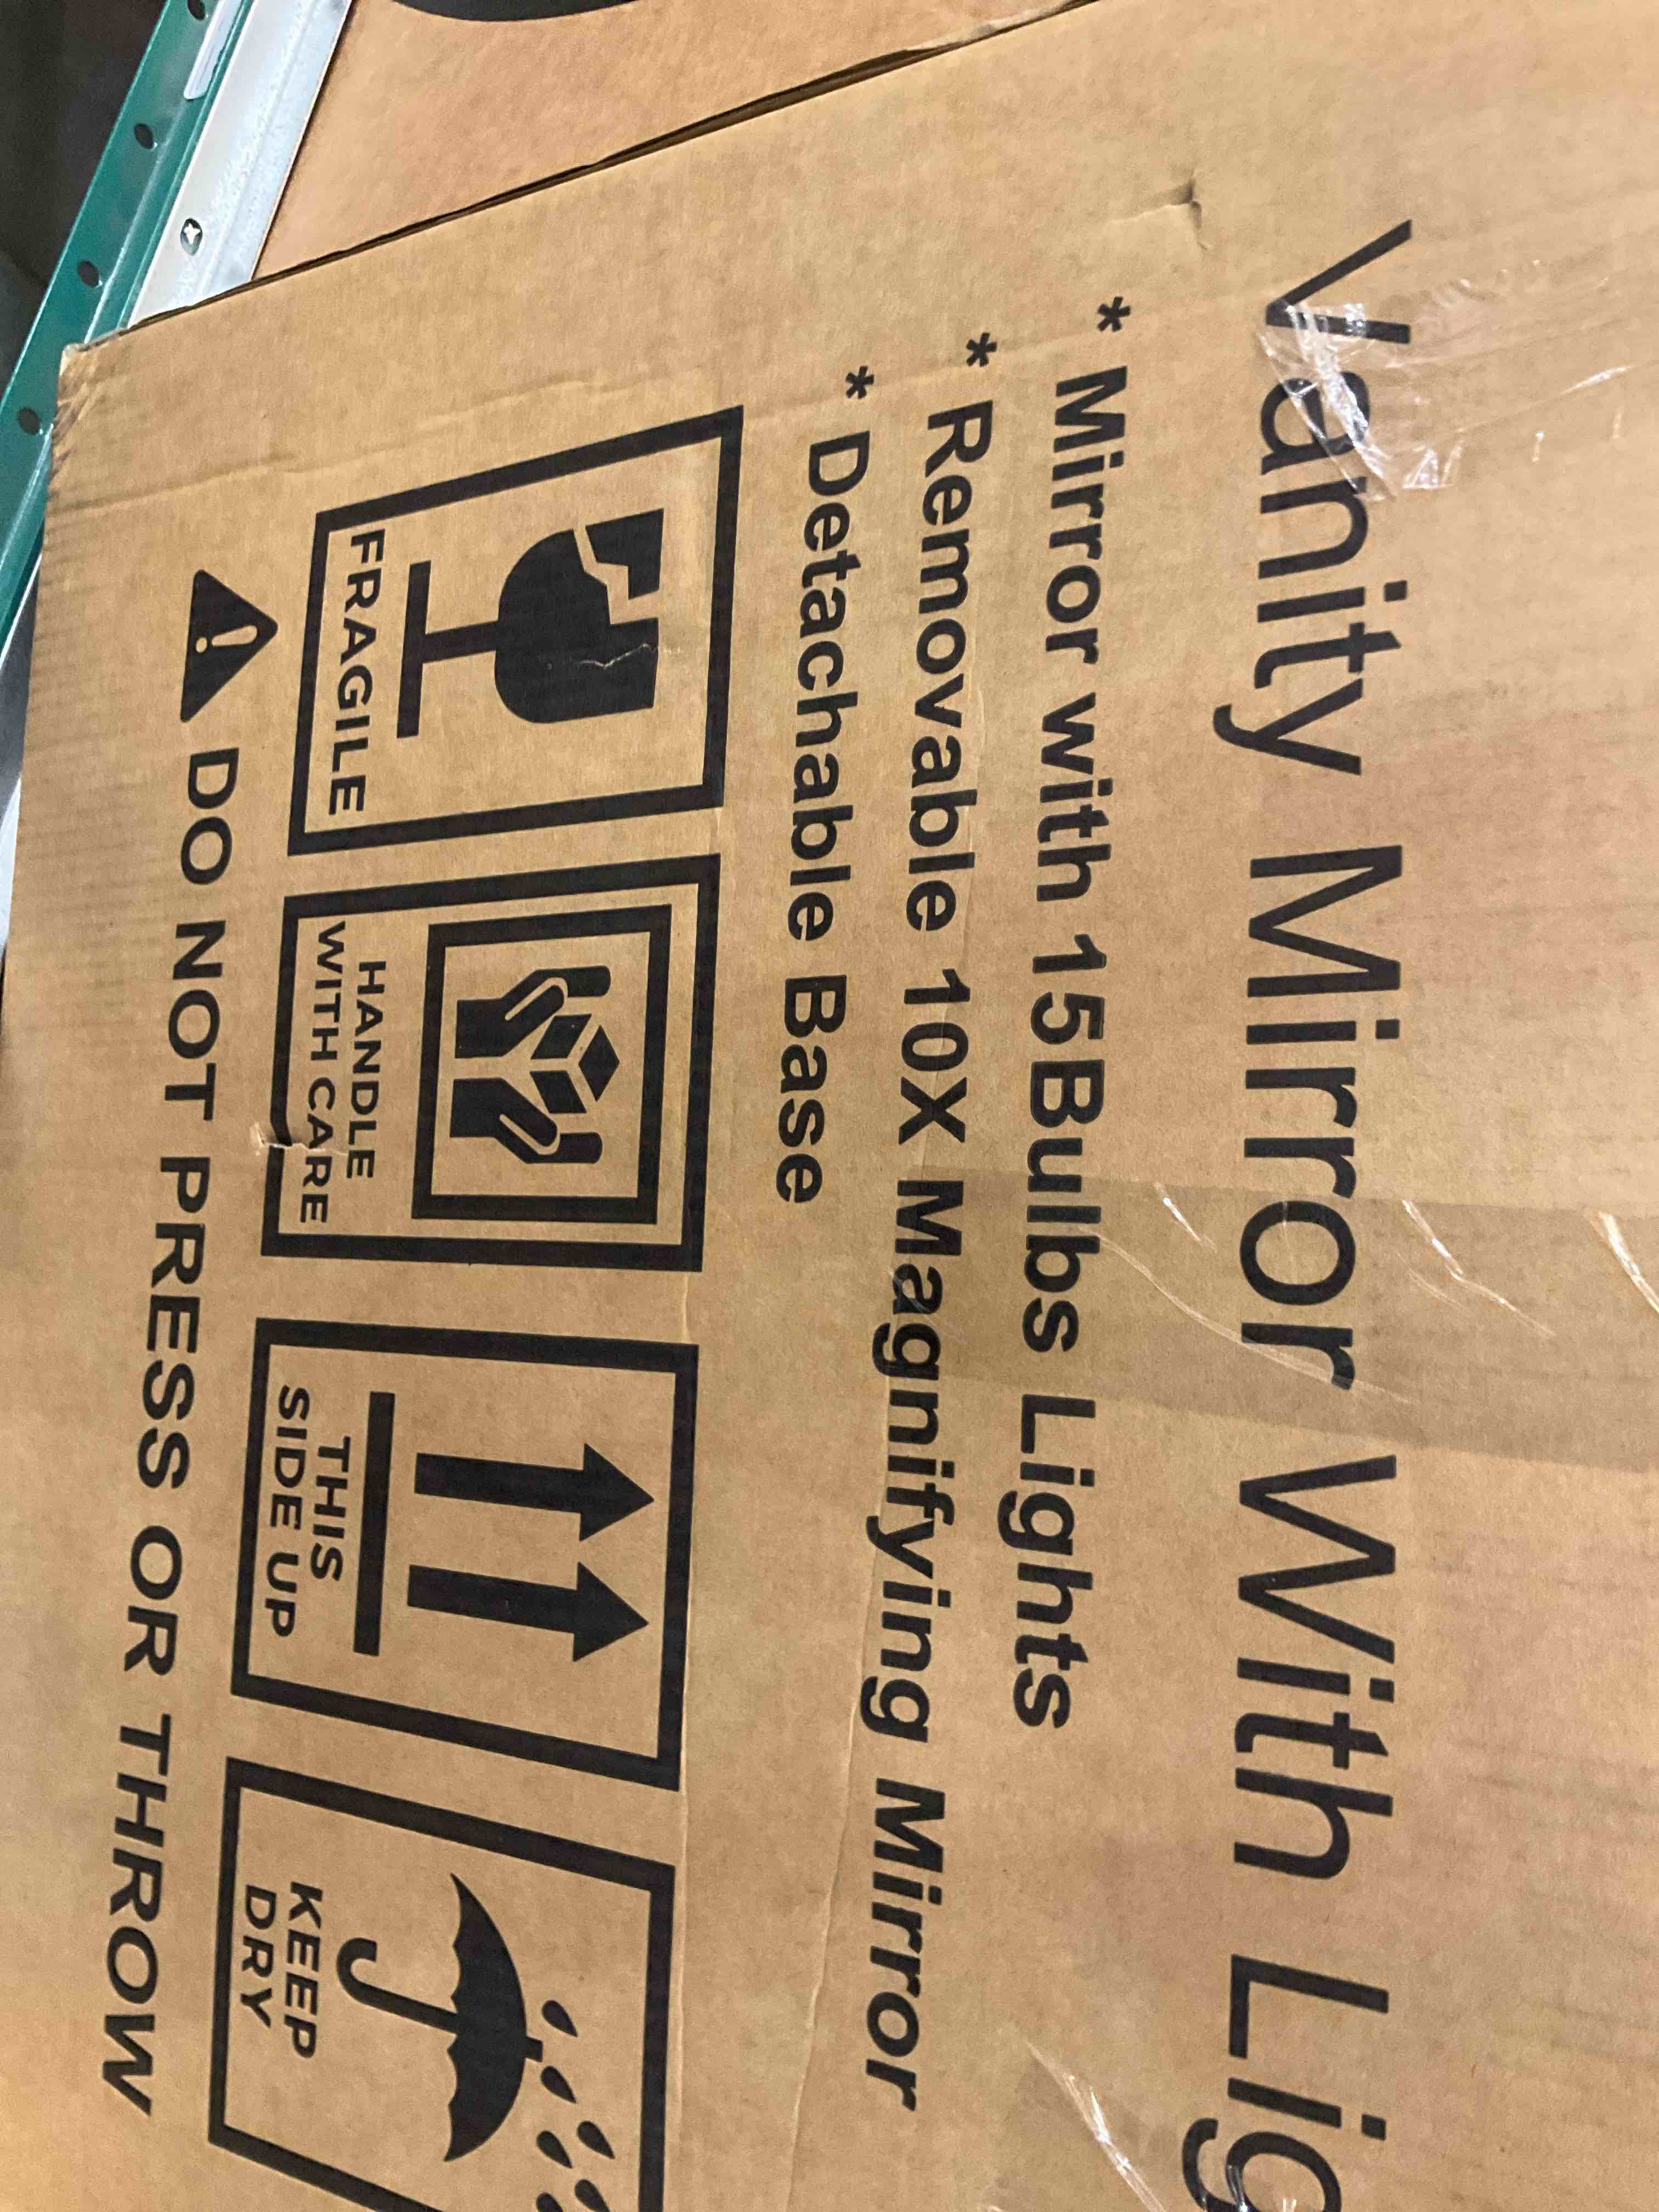 Vanity Mirror With Lig
* Mirror with 15Bulbs Lights
* Removable 10X Magnifying Mirror
* Detachable Base
FRAGILE
HANDLE
WITH CARE
THIS
SIDE UP
KEEP
DRY
DO NOT PRESS OR THROW